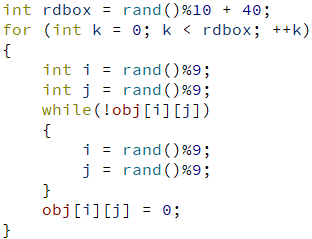 int rdbox = rand()%10 + 40;
for (int k = 0; k < rdbox; ++k)
{
    int i = rand()%9;
    int j = rand()%9;
    while(!obj[i][j])
    {
        i = rand()%9;
        j = rand()%9;
    }
    obj[i][j] = 0;
}